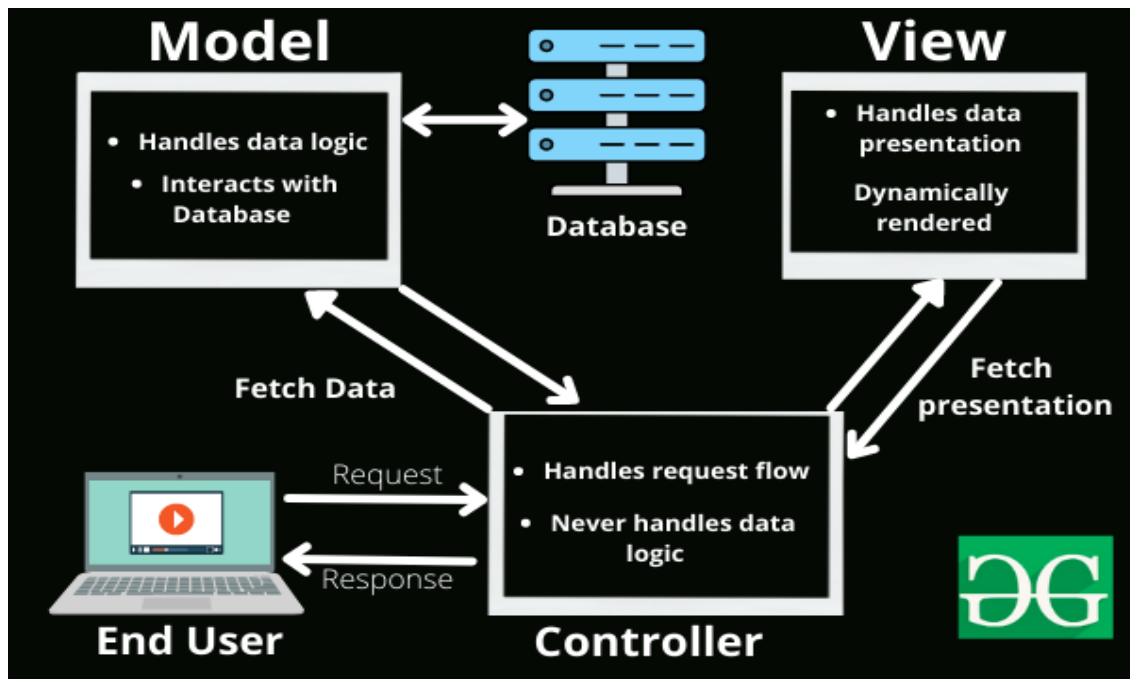 Model
View
• Handles data logic
• Interacts with
Database
Database
• Handles data
presentation
Dynamically
rendered
Fetch Data
Fetch
presentation
Request
Response
• Handles request flow
• Never handles data
logic
End User
Controller